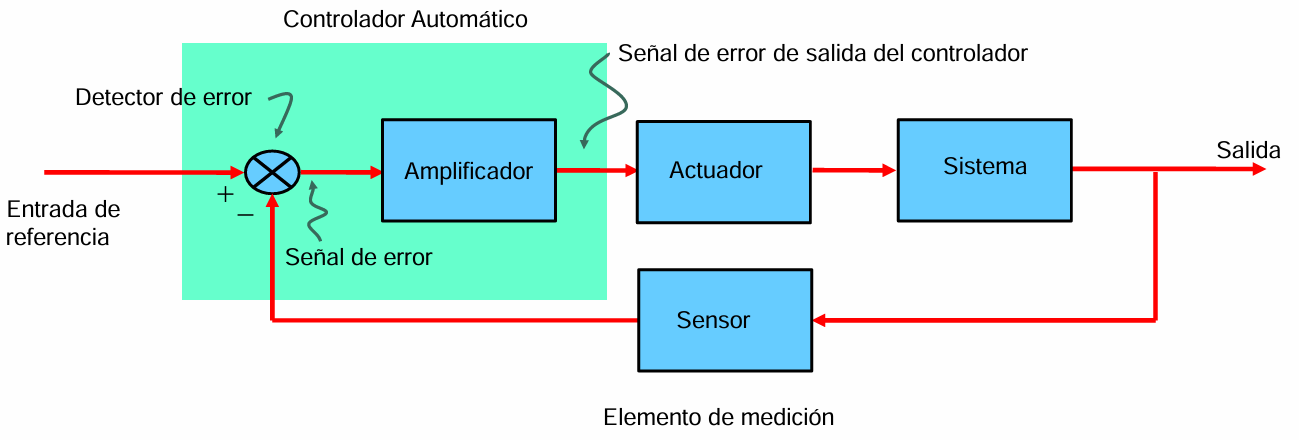 Controlador Automático
Señal de error de salida del controlador
Detector de error
Amplificador
Actuador
Sistema
Salida
+
−
Entrada de
referencia
Señal de error
Sensor
Elemento de medición